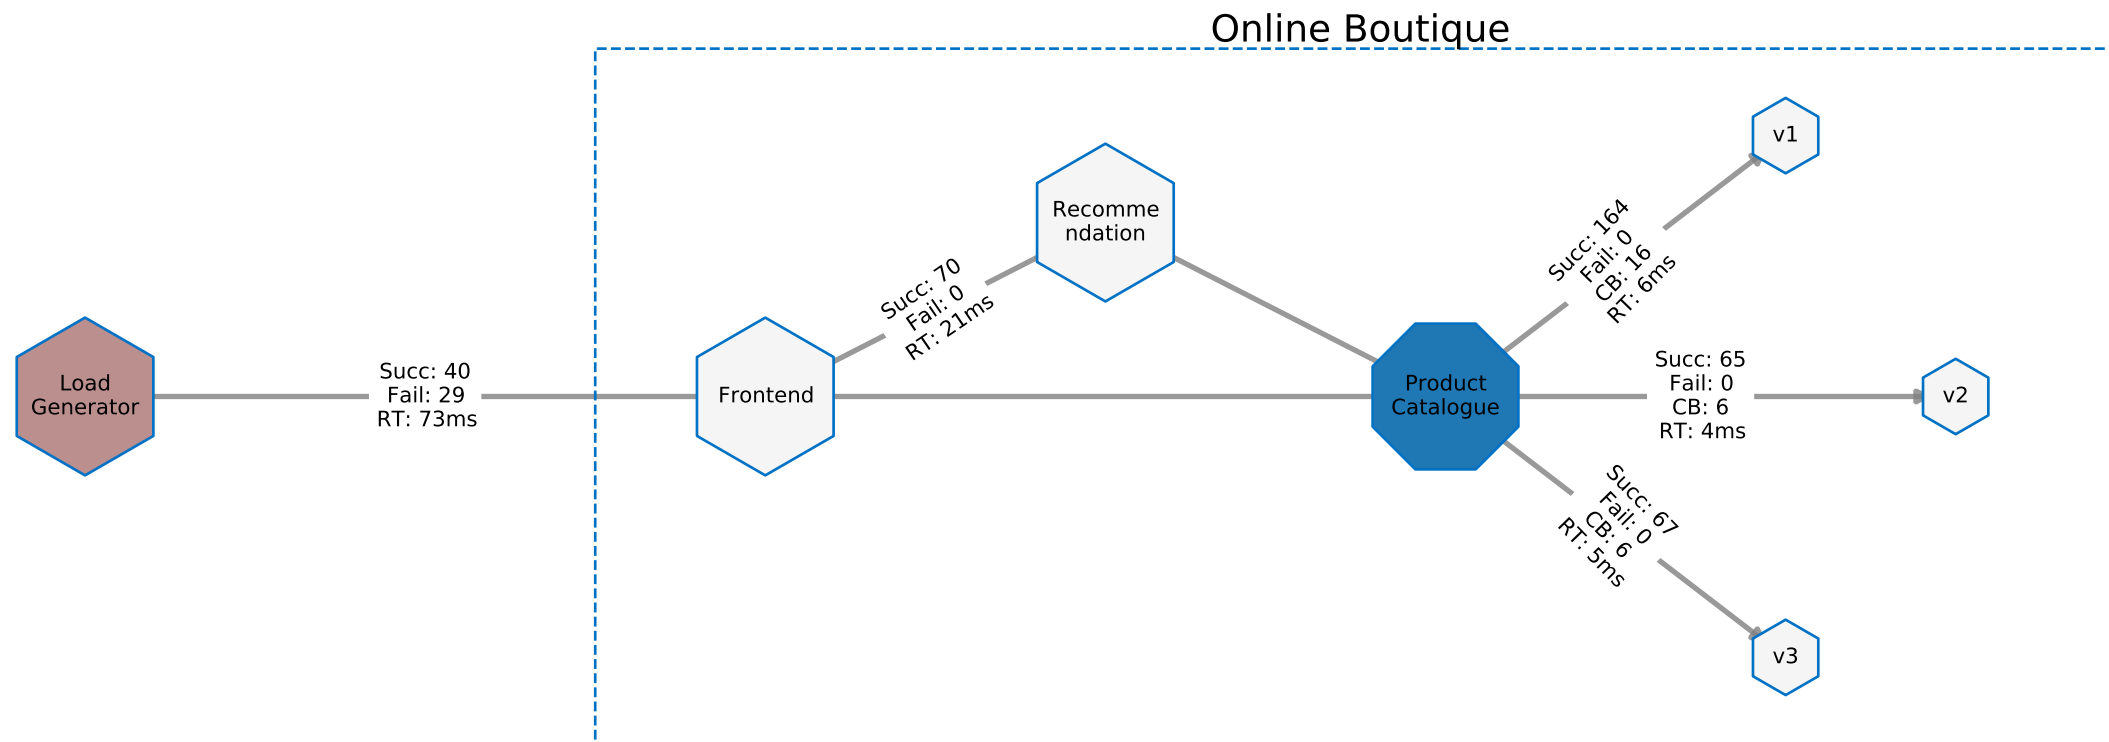 Online Boutique
v1
Recomme
ndation
Succ: 164
Fail: 0
CB: 16
RT: 6ms
Succ: 70
Fail: 0
RT: 21ms
Load
Generator
Succ: 40
Fail: 29
RT: 73ms
Frontend
Product
Catalogue
Succ: 65
Fail: 0
CB: 6
RT: 4ms
v2
Succ: 67
Fail: 0
CB: 6
RT: 5ms
v3